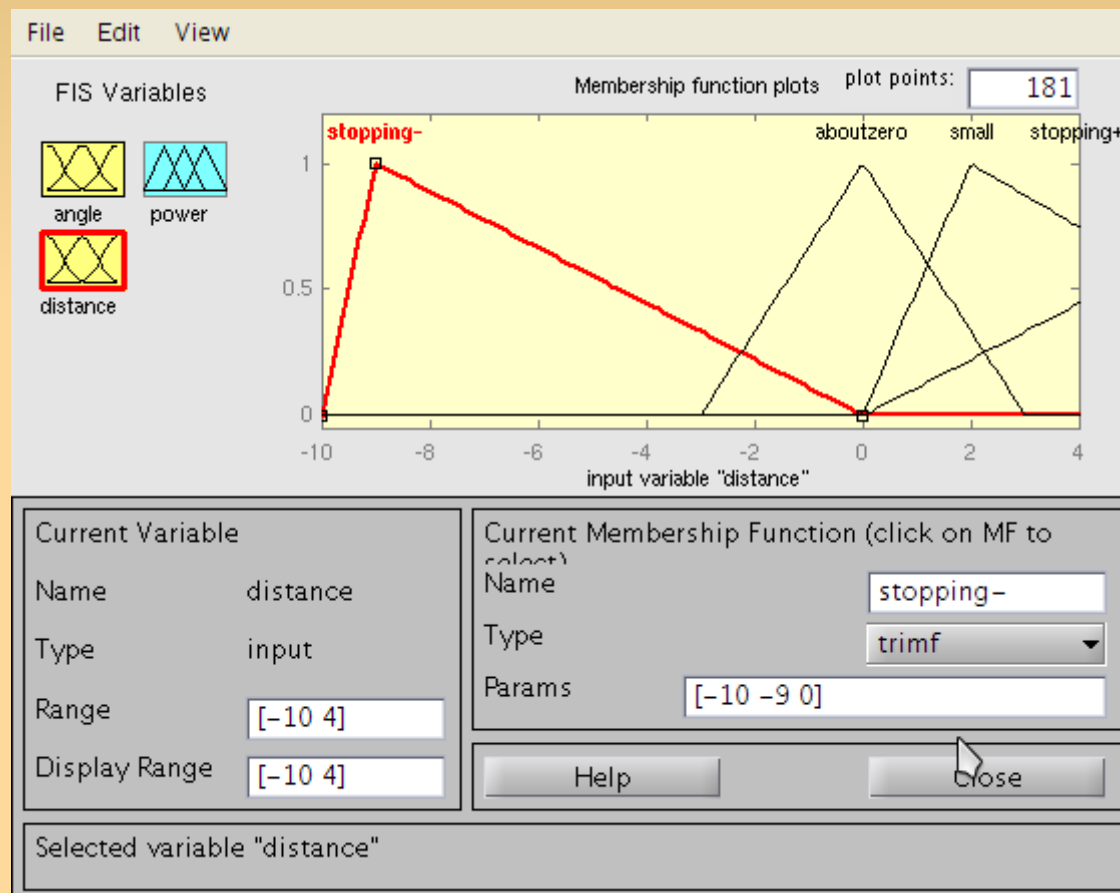 File Edit View
FIS Variables
Membership function plots plot points: 181
stopping- aboutzero small stopping+
1
0.5
0
angle power
distance
-10 -8 -6 -4 -2 0 2 4
input variable "distance"
Current Variable
Name distance
Type input
Range [-10 4]
Display Range [-10 4]
Current Membership Function (click on MF to
select)
Name stopping-
Type trimf
Params [-10 -9 0]
Help Close
Selected variable "distance"